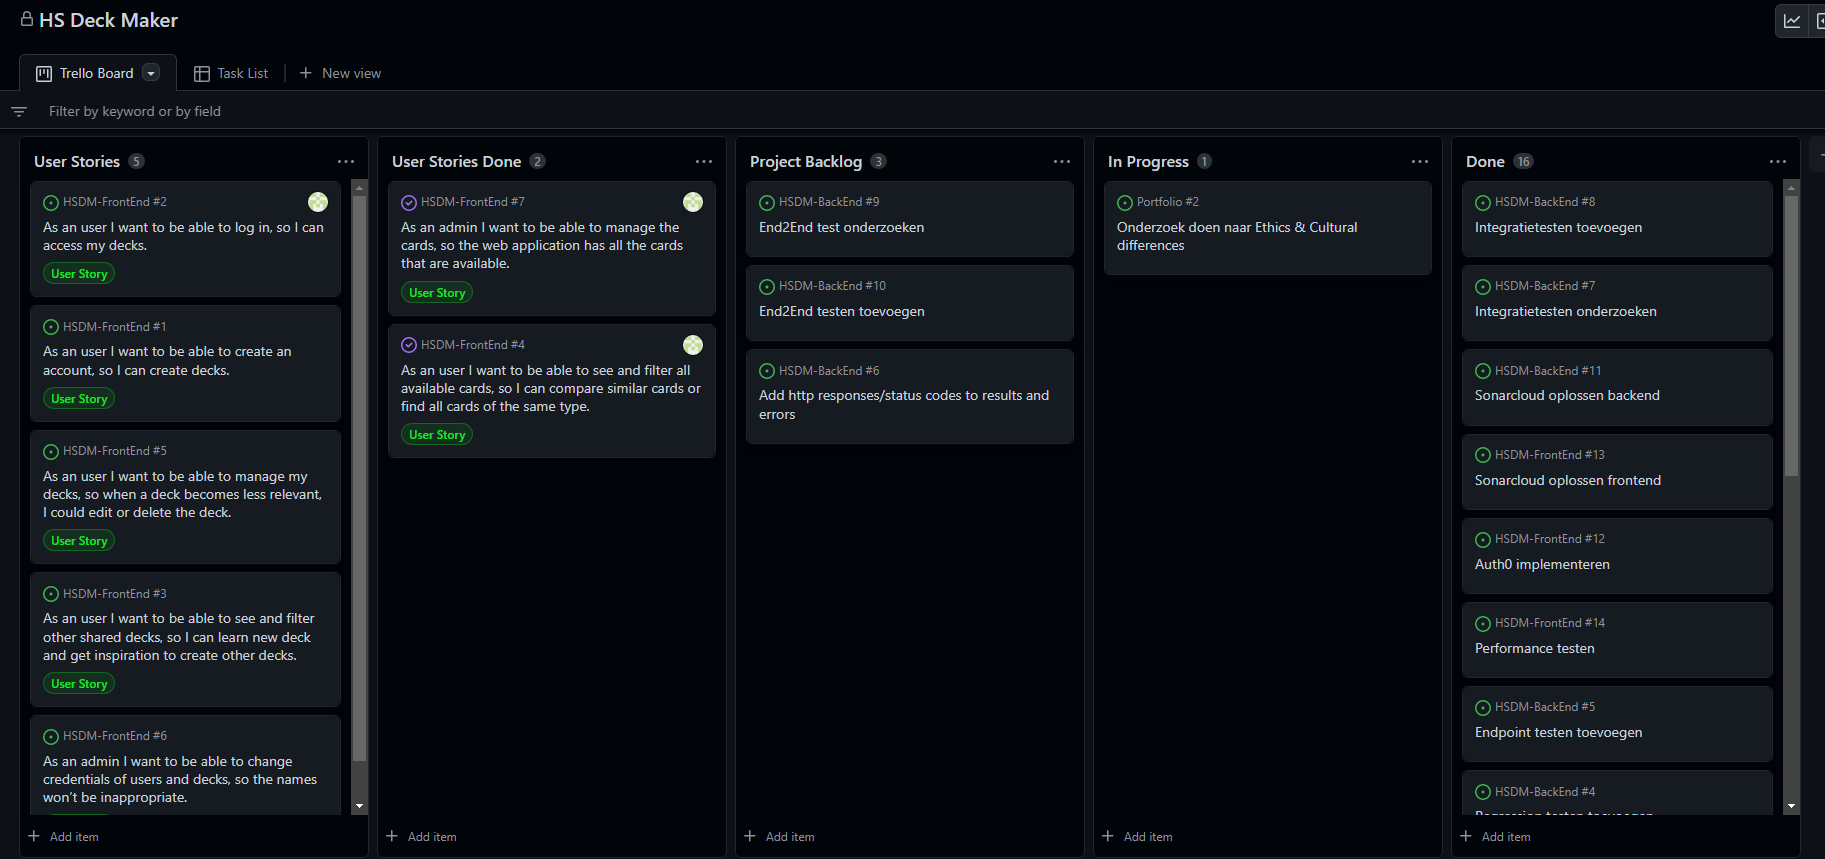 HS Deck Maker
Trello Board
Task List
New view
Filter by keyword or by field
User Stories 5
HSDM-FrontEnd #2
As an user I want to be able to log in, so I can
access my decks.
User Story
HSDM-FrontEnd #1
As an user I want to be able to create an
account, so I can create decks.
User Story
HSDM-FrontEnd #5
As an user I want to be able to manage my
decks, so when a deck becomes less relevant,
I could edit or delete the deck.
User Story
HSDM-FrontEnd #3
As an user I want to be able to see and filter
other shared decks, so I can learn new deck
and get inspiration to create other decks.
User Story
HSDM-FrontEnd #6
As an admin I want to be able to change
credentials of users and decks, so the names
won't be inappropriate.
Add item
User Stories Done 2
HSDM-FrontEnd #7
As an admin I want to be able to manage the
cards, so the web application has all the cards
that are available.
User Story
HSDM-FrontEnd #4
As an user I want to be able to see and filter all
available cards, so I can compare similar cards or
find all cards of the same type.
User Story
Add item
Project Backlog 3
HSDM-BackEnd #9
End2End test onderzoeken
HSDM-BackEnd #10
End2End testen toevoegen
HSDM-BackEnd #6
Add http responses/status codes to results and
errors
Add item
In Progress 1
Portfolio #2
Onderzoek doen naar Ethics & Cultural
differences
Add item
Done 16
HSDM-BackEnd #8
Integratietesten toevoegen
HSDM-BackEnd #7
Integratietesten onderzoeken
HSDM-BackEnd #11
Sonarcloud oplossen backend
HSDM-FrontEnd #13
Sonarcloud oplossen frontend
HSDM-FrontEnd #12
Auth0 implementeren
HSDM-FrontEnd #14
Performance testen
HSDM-BackEnd #5
Endpoint testen toevoegen
HSDM-BackEnd #4
Add item